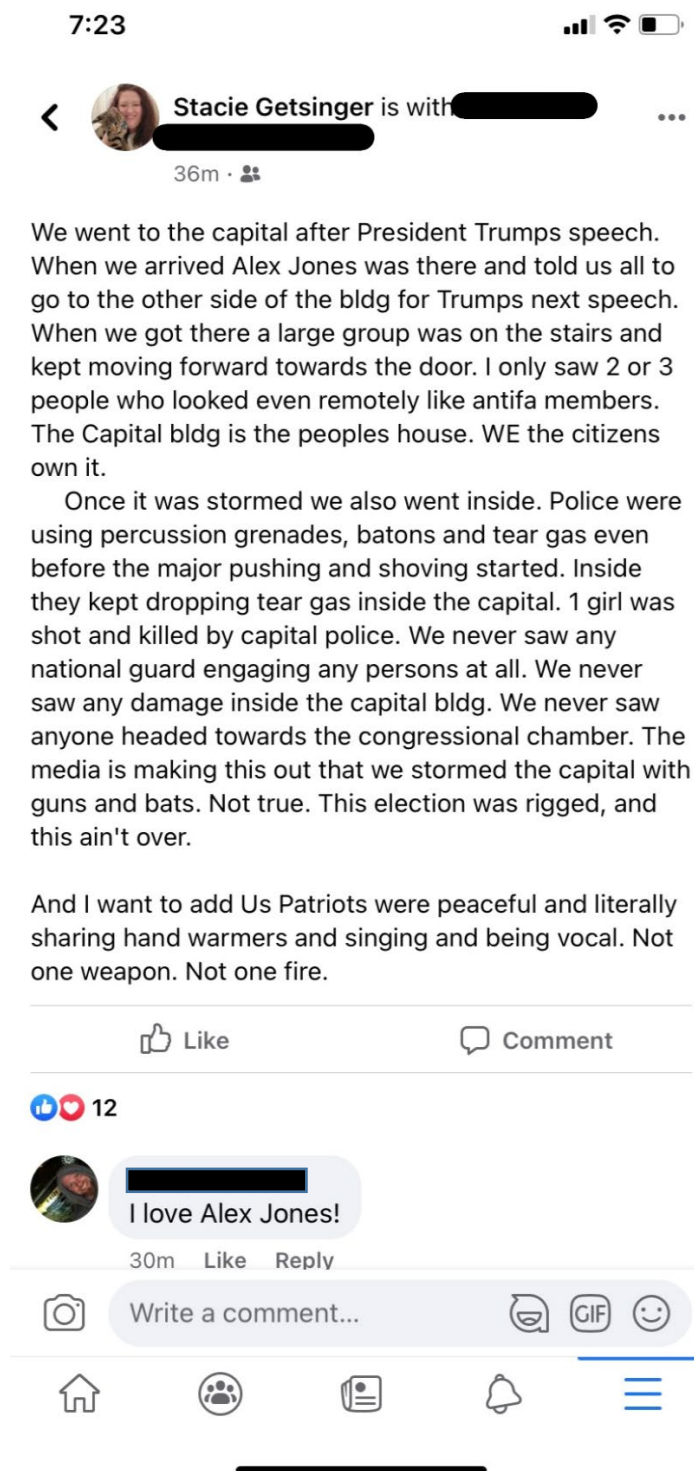 7:23
Stacie Getsinger is with
36m ·
We went to the capital after President Trumps speech.
When we arrived Alex Jones was there and told us all to
go to the other side of the bldg for Trumps next speech.
When we got there a large group was on the stairs and
kept moving forward towards the door. I only saw 2 or 3
people who looked even remotely like antifa members.
The Capital bldg is the peoples house. WE the citizens
own it.
Once it was stormed we also went inside. Police were
using percussion grenades, batons and tear gas even
before the major pushing and shoving started. Inside
they kept dropping tear gas inside the capital. 1 girl was
shot and killed by capital police. We never saw any
national guard engaging any persons at all. We never
saw any damage inside the capital bldg. We never saw
anyone headed towards the congressional chamber. The
media is making this out that we stormed the capital with
guns and bats. Not true. This election was rigged, and
this ain't over.
And I want to add Us Patriots were peaceful and literally
sharing hand warmers and singing and being vocal. Not
one weapon. Not one fire.
Like Comment
12
I love Alex Jones!
30m Like Reply
Write a comment... GIF